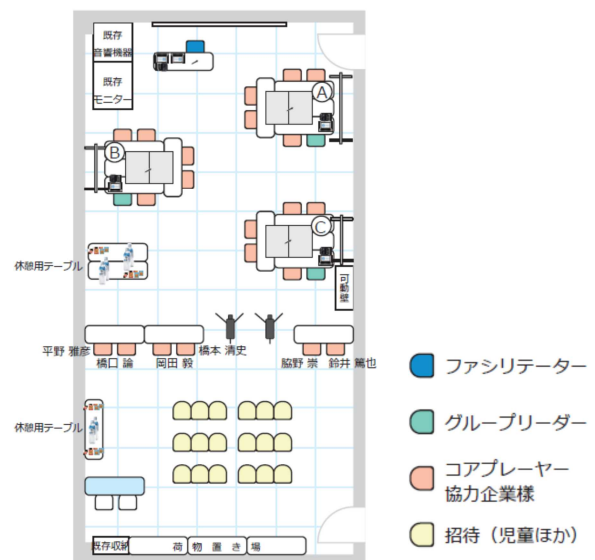 既存
音響機器
既存
モニター
A
B
C
休憩用テーブル
可動壁
平野 雅彦
橋口 論
岡田 毅
橋本 清史
脇野 崇
鈴井 篤也
休憩用テーブル
既存収納
荷物置き場
ファシリテーター
グループリーダー
コアプレーヤー
協力企業様
招待（児童ほか）